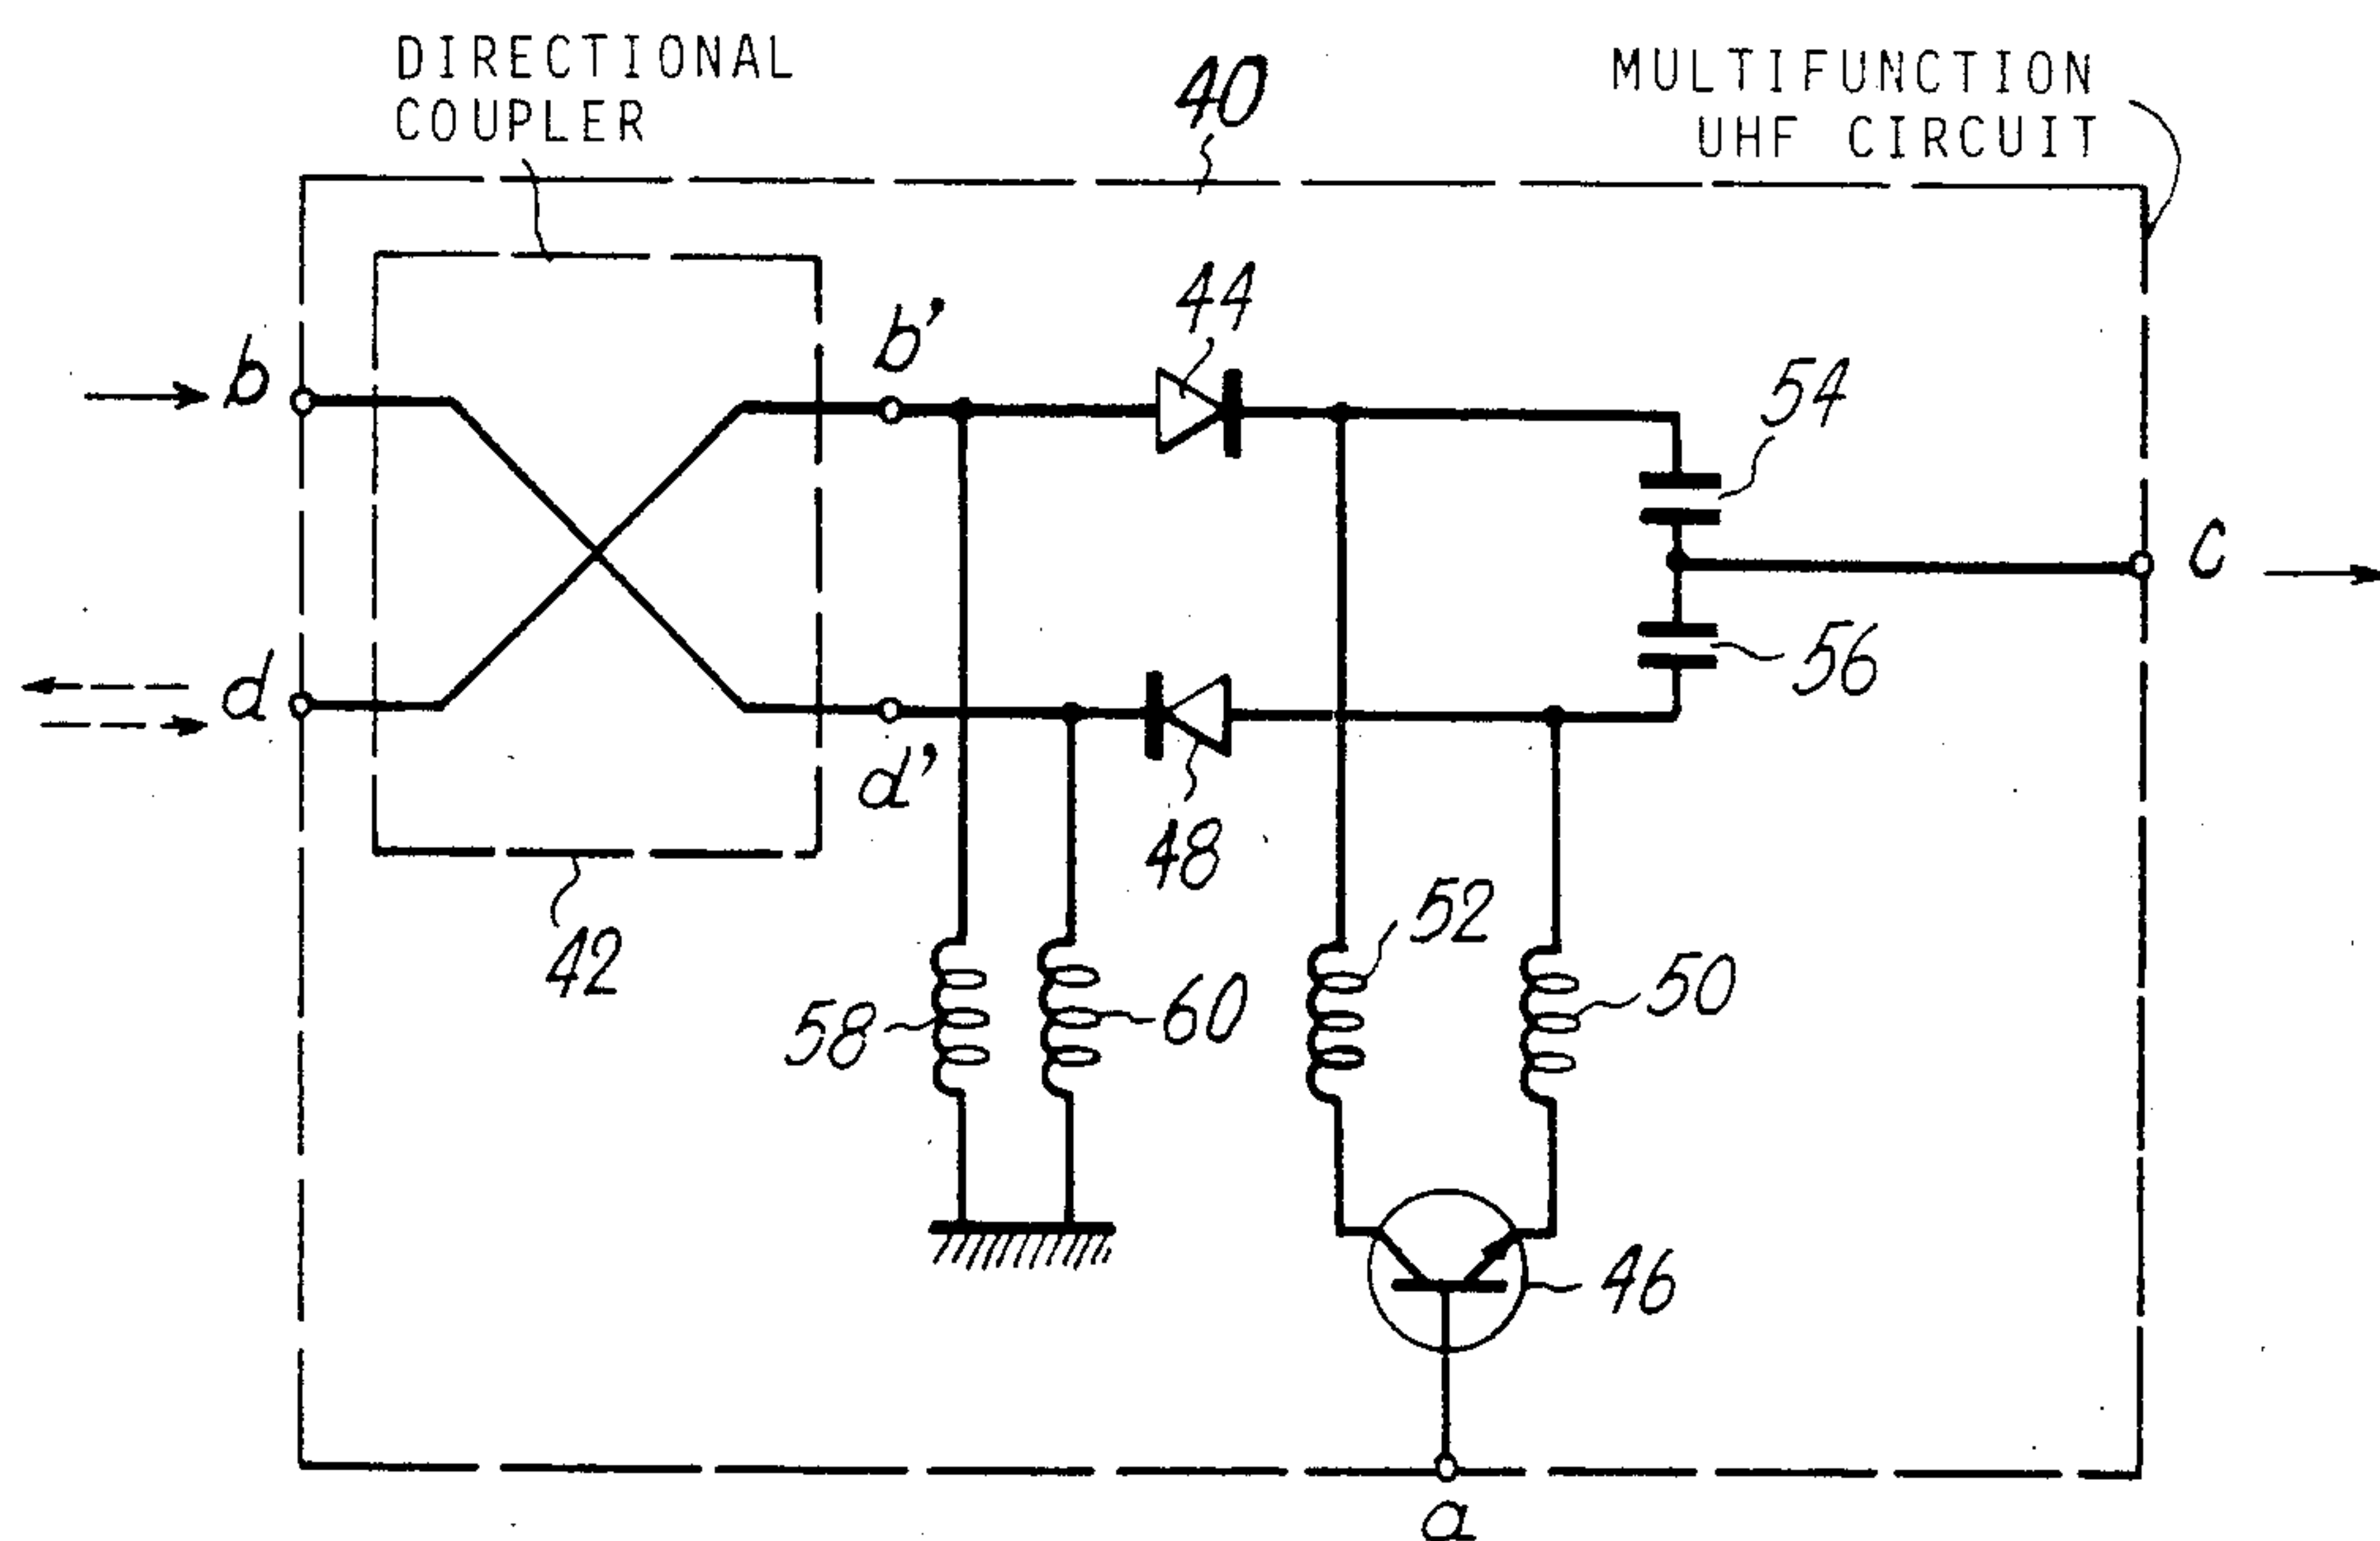 DIRECTIONAL
COUPLER
40
MULTIFUNCTION
UHF CIRCUIT
44
b
b'
54
c
d
56
d'
48
42
52
50
58
60
46
a